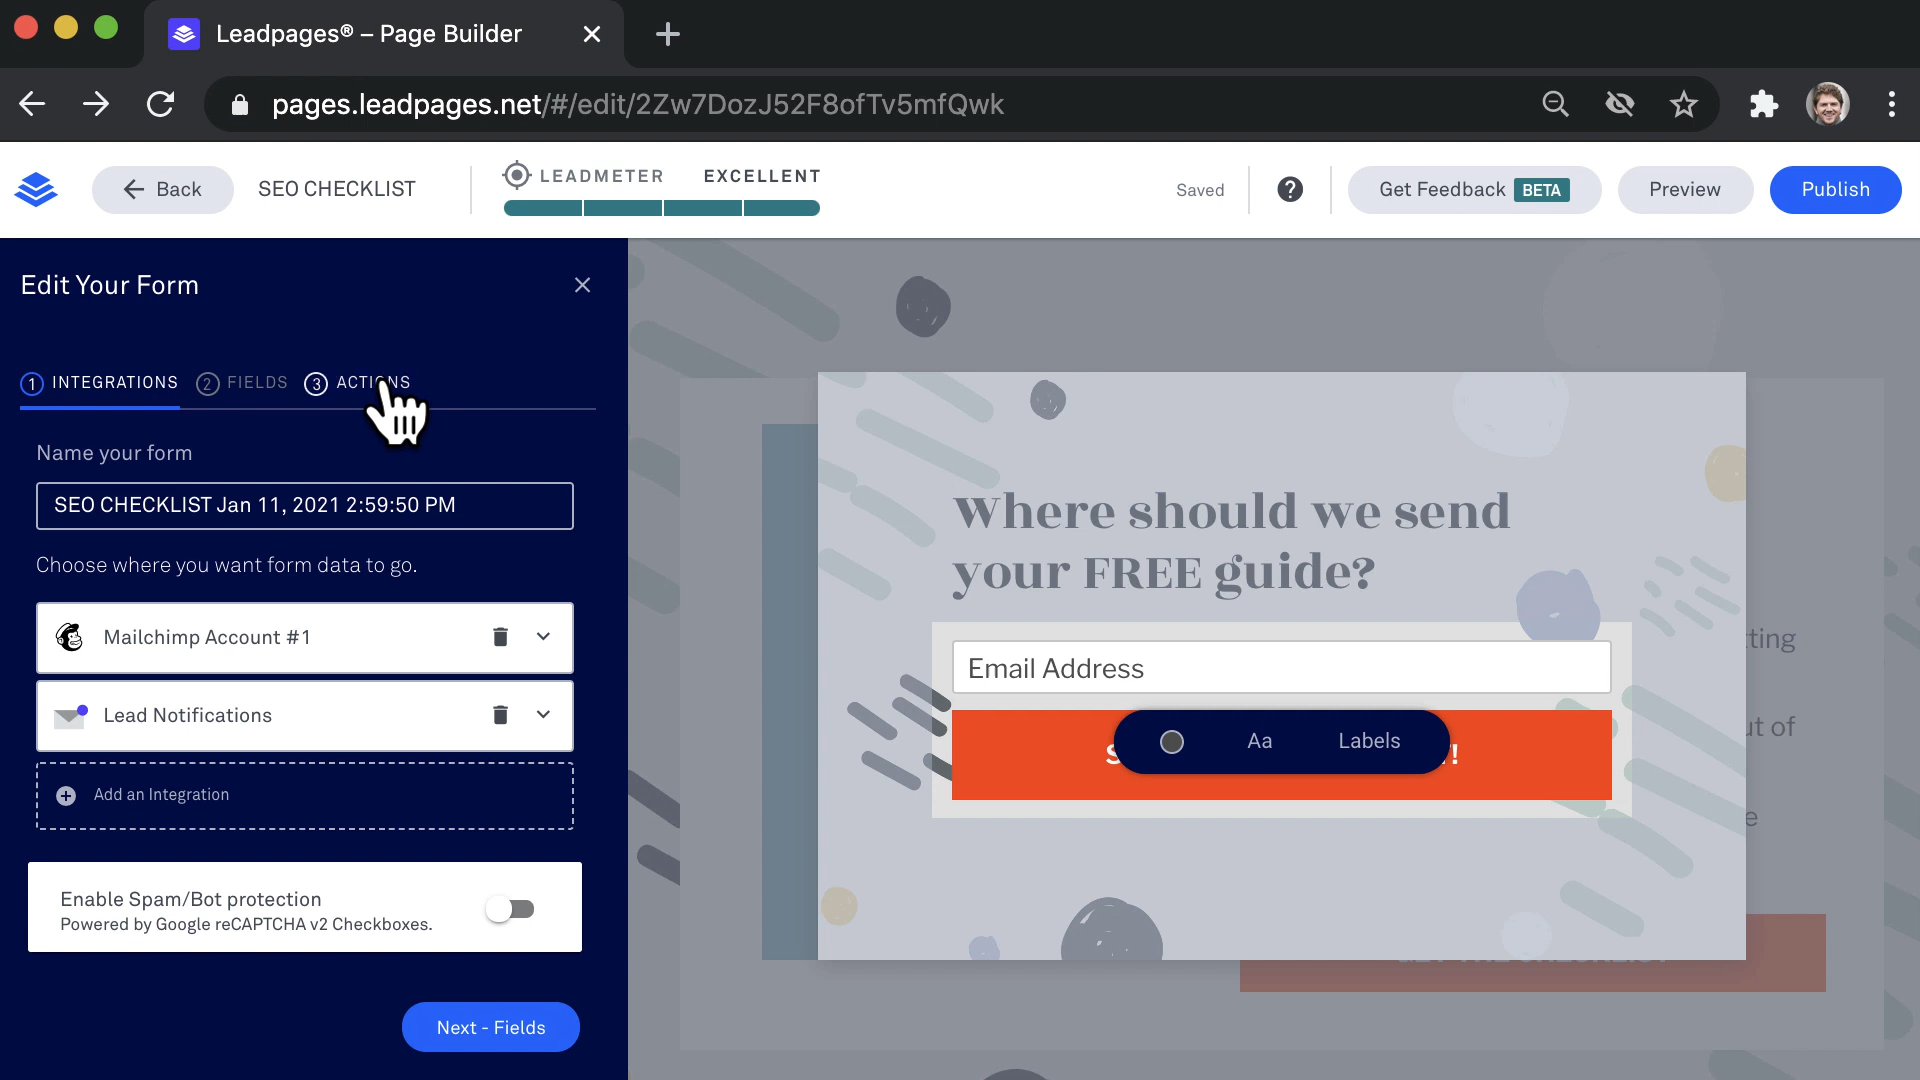 Leadpages® – Page Builder
pages.leadpages.net/#/edit/2Zw7DozJ52F8ofTv5mfQwk
Back
SEO CHECKLIST
LEADMETER EXCELLENT
Saved
?
Get Feedback BETA
Preview
Publish
Edit Your Form
1 INTEGRATIONS 2 FIELDS 3 ACTIONS
Name your form
SEO CHECKLIST Jan 11, 2021 2:59:50 PM
Choose where you want form data to go.
Mailchimp Account #1
Lead Notifications
Add an Integration
Enable Spam/Bot protection
Powered by Google reCAPTCHA v2 Checkboxes.
Next - Fields
Where should we send
your FREE guide?
Email Address
Aa Labels